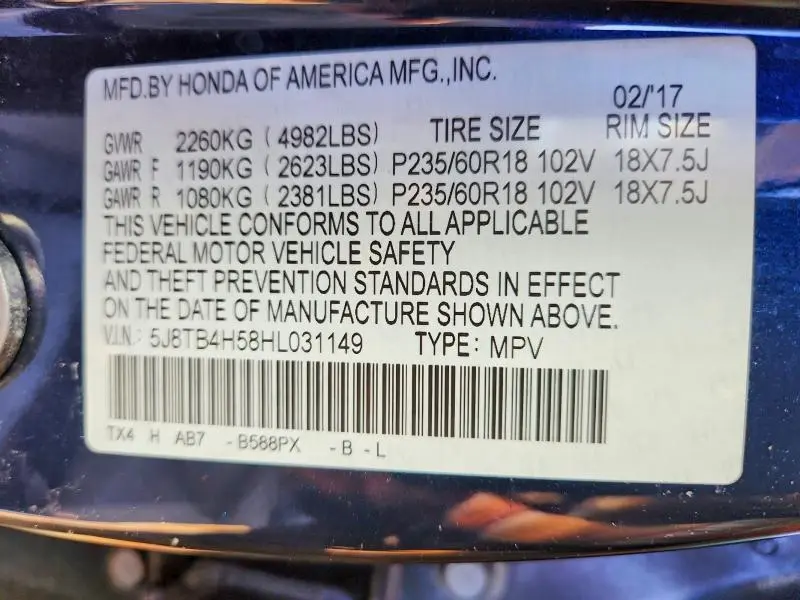 MFD.BY HONDA OF AMERICA MFG.,INC.
02/'17
GVWR 2260KG ( 4982LBS) TIRE SIZE RIM SIZE
GAWR F 1190KG ( 2623LBS) P235/60R18 102V 18X7.5J
GAWR R 1080KG ( 2381LBS) P235/60R18 102V 18X7.5J
THIS VEHICLE CONFORMS TO ALL APPLICABLE
FEDERAL MOTOR VEHICLE SAFETY
AND THEFT PREVENTION STANDARDS IN EFFECT
ON THE DATE OF MANUFACTURE SHOWN ABOVE.
V.I.N.: 5J8TB4H58HL031149 TYPE: MPV
TX4 H AB7 -B588PX -B -L